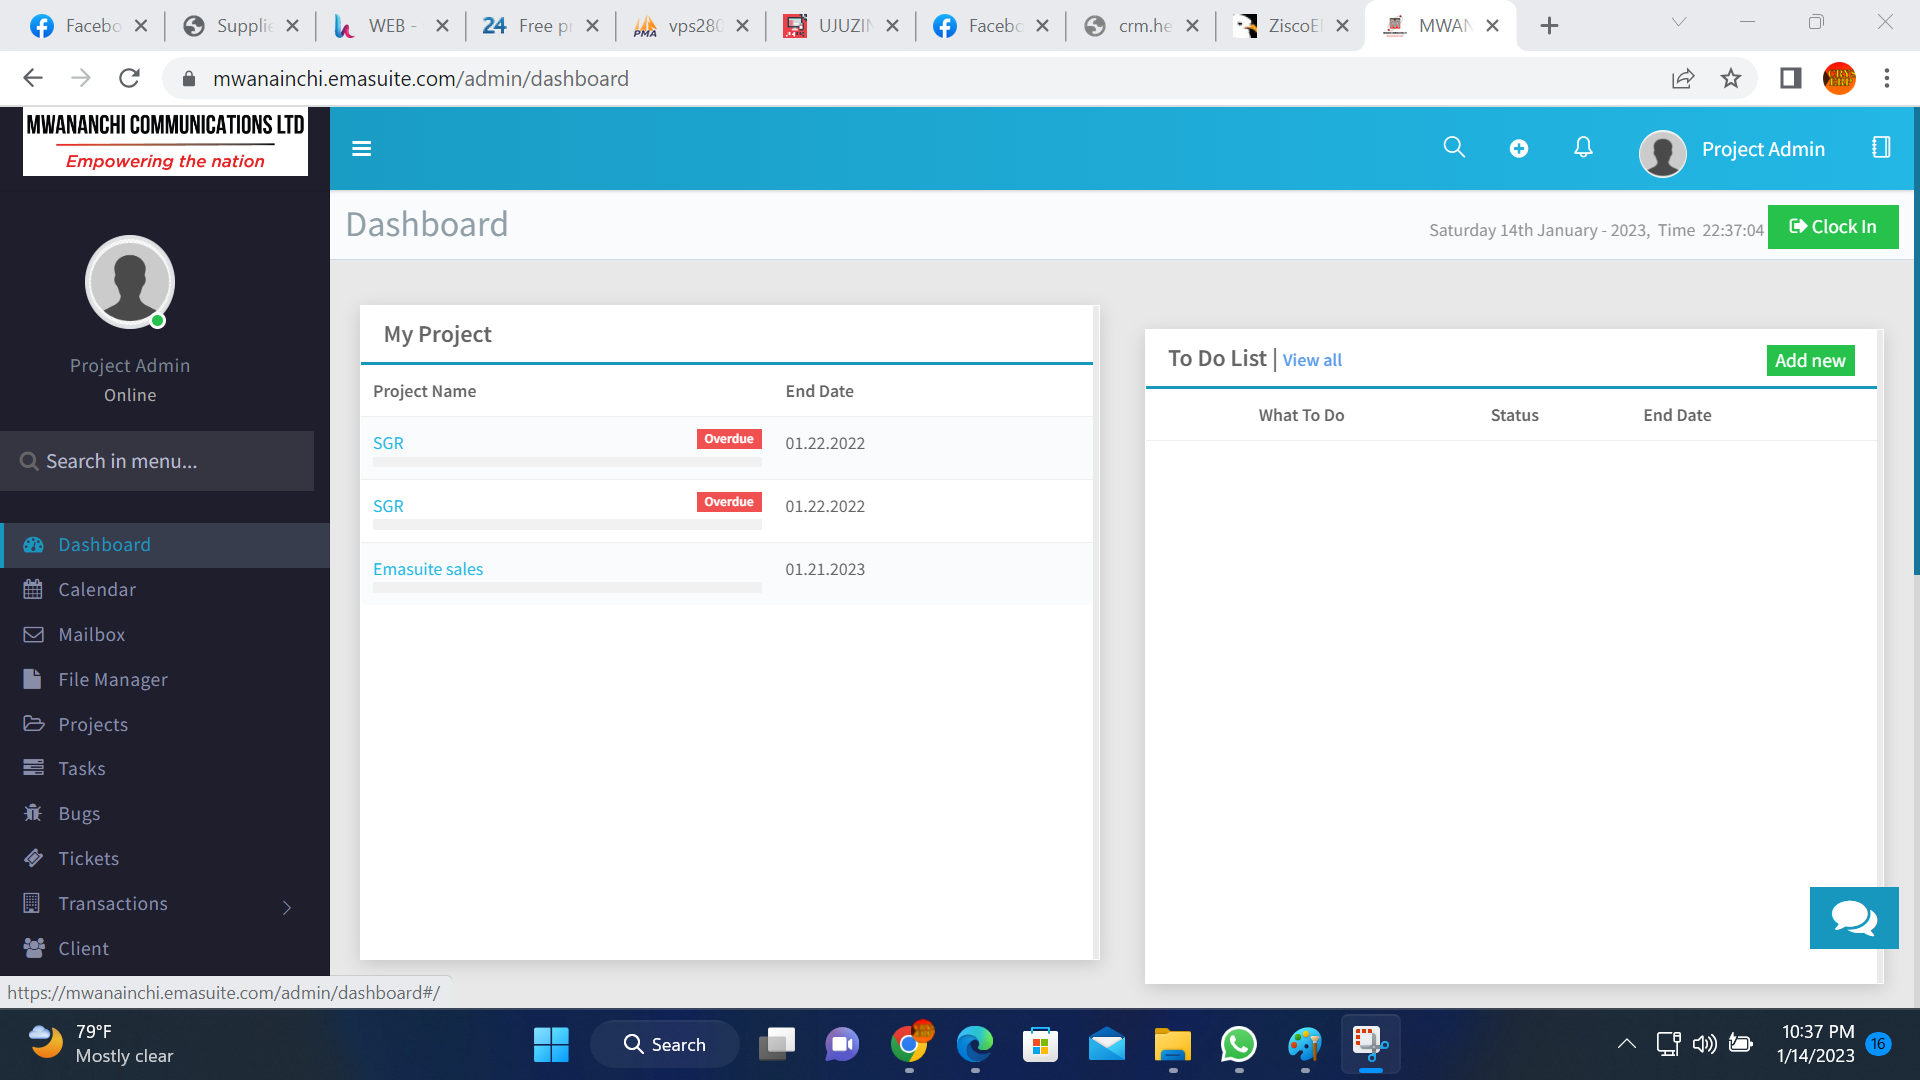 Facebo
Supplie
WEB -
24 Free pr
PMA vps280
UJUZIN
Facebo
crm.he
ZiscoE
MWAN
mwanainchi.emasuite.com/admin/dashboard
MWANANCHI COMMUNICATIONS LTD
Empowering the nation
Project Admin
Dashboard
Saturday 14th January - 2023, Time 22:37:04
Clock In
Project Admin
Online
Search in menu...
Dashboard
Calendar
Mailbox
File Manager
Projects
Tasks
Bugs
Tickets
Transactions
Client
My Project
Project Name End Date
SGR Overdue 01.22.2022
SGR Overdue 01.22.2022
Emasuite sales 01.21.2023
To Do List | View all
Add new
What To Do Status End Date
https://mwanainchi.emasuite.com/admin/dashboard#/
79°F
Mostly clear
Search
10:37 PM
1/14/2023
16